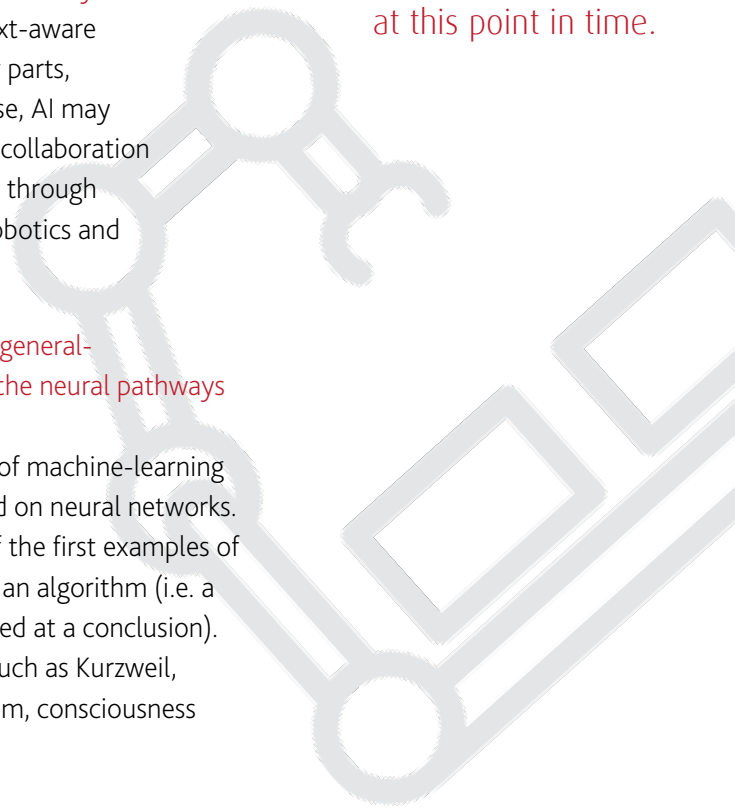 xt-aware
parts,
se, AI may
collaboration
through
obotics and
general-
the neural pathways
of machine-learning
d on neural networks.
f the first examples of
an algorithm (i.e. a
ed at a conclusion).
uch as Kurzweil,
m, consciousness
at this point in time.